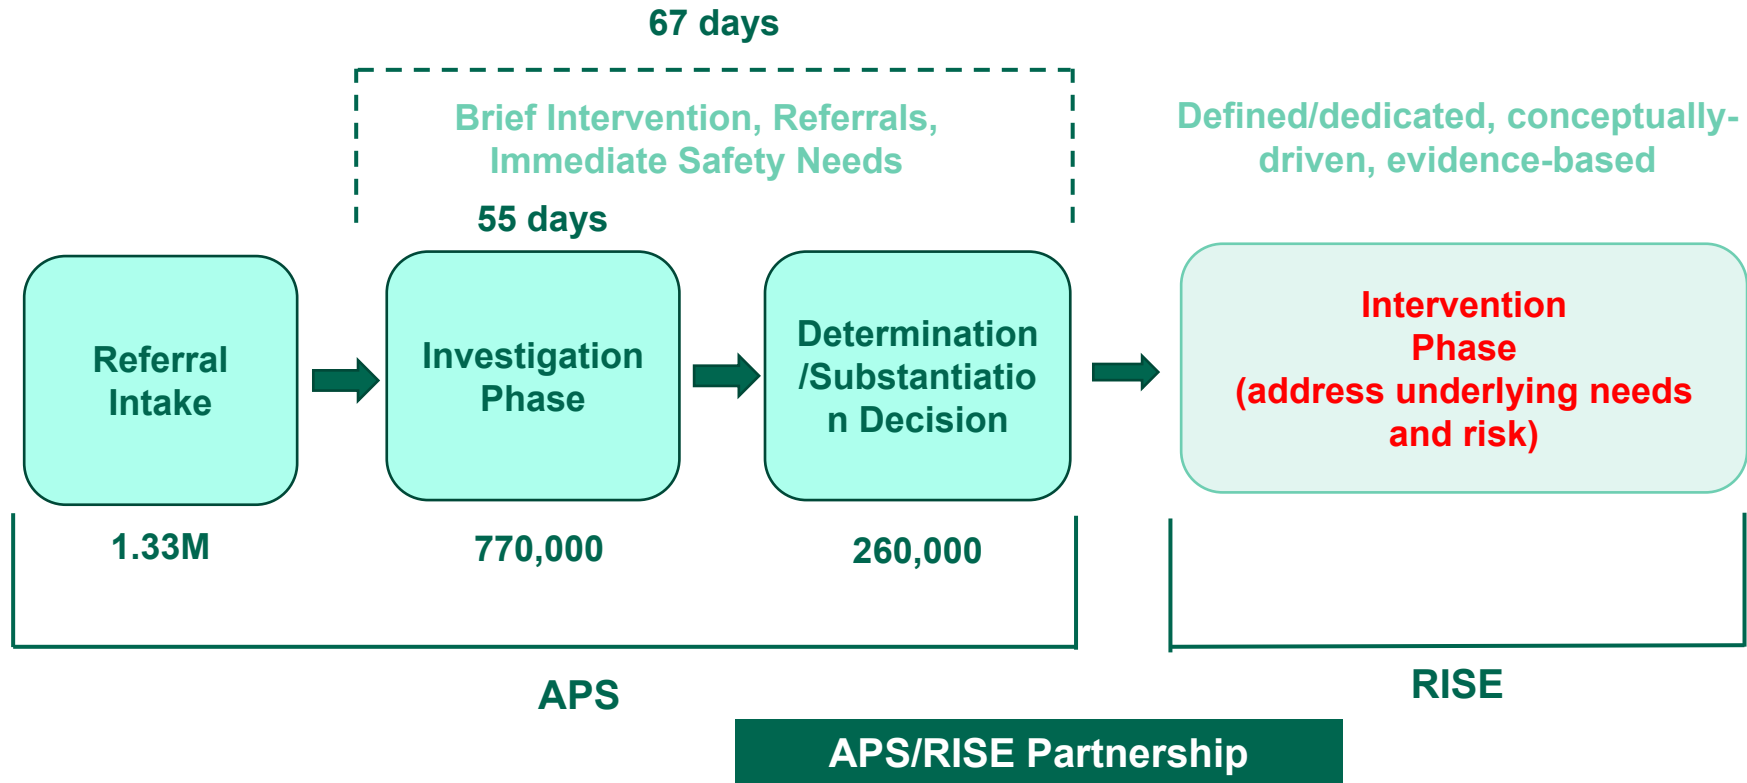 67 days
Brief Intervention, Referrals,
Immediate Safety Needs
Defined/dedicated, conceptually-
driven, evidence-based
55 days
Referral
Intake
Investigation
Phase
Determination
/Substantiatio
n Decision
Intervention
Phase
(address underlying needs
and risk)
1.33M
770,000
260,000
APS
RISE
APS/RISE Partnership